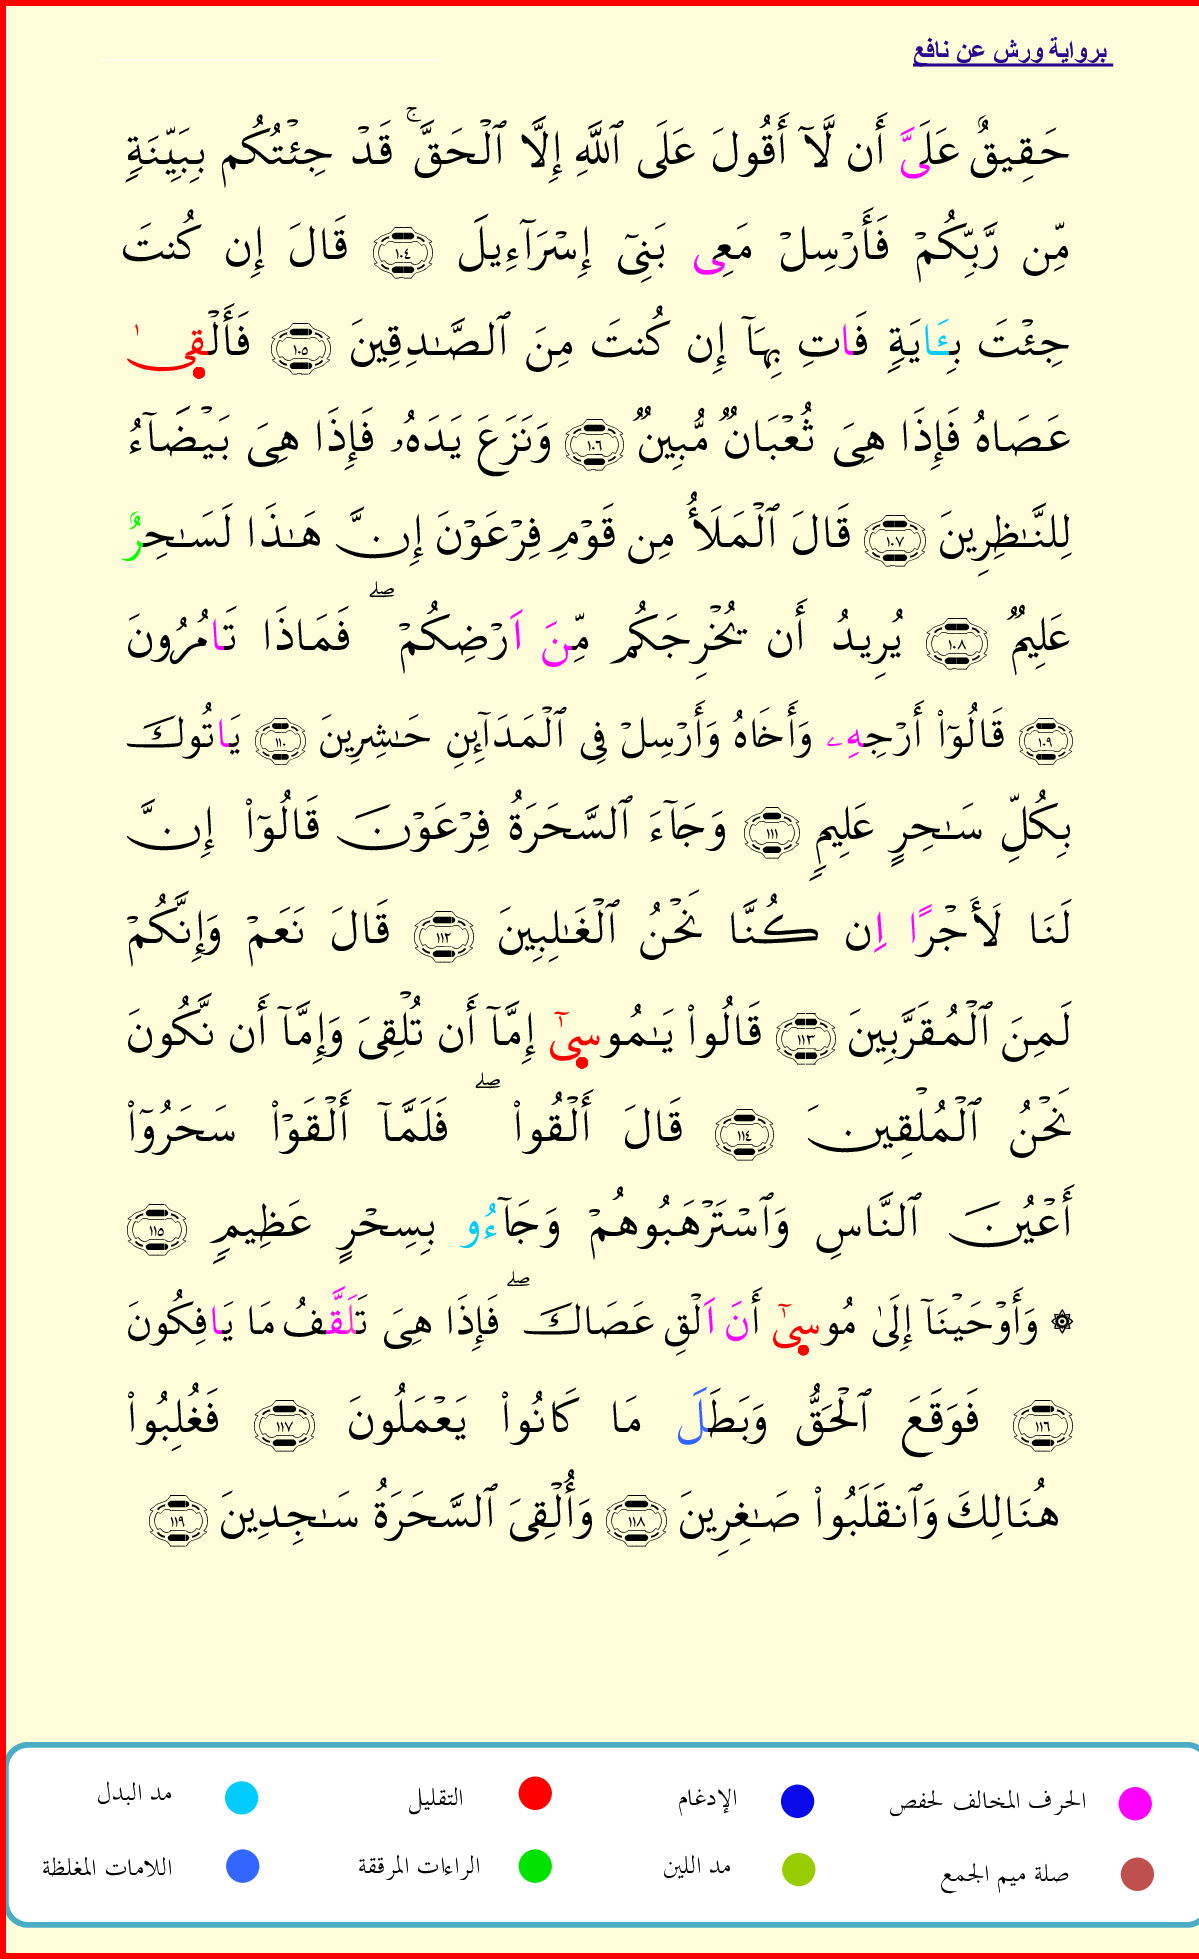 برواية ورش عن نافع
حَقِيقٌ عَلَىَّ أَن لَّآ أَقُولَ عَلَى ٱللَّهِ إِلَّا ٱلْحَقَّ ۚ قَدْ جِئْتُكُم بِبَيِّنَةٍ
مِّن رَّبِّكُمْ فَأَرْسِلْ مَعِى بَنِىٓ إِسْرَآءِيلَ ١٠٤ قَالَ إِن كُنتَ
جِئْتَ بِـَٔايَةٍ فَاتِ بِهَآ إِن كُنتَ مِنَ ٱلصَّـٰدِقِينَ ١٠٥ فَأَلْقِىٰ
عَصَاهُ فَإِذَا هِىَ ثُعْبَانٌ مُّبِينٌ ١٠٦ وَنَزَعَ يَدَهُۥ فَإِذَا هِىَ بَيْضَآءُ
لِلنَّـٰظِرِينَ ١٠٧ قَالَ ٱلْمَلَأُ مِن قَوْمِ فِرْعَوْنَ إِنَّ هَـٰذَا لَسَـٰحِرٌ
عَلِيمٌ ١٠٨ يُرِيدُ أَن يُخْرِجَكُم مِّنَ اَرْضِكُمْ ۖ فَمَاذَا تَامُرُونَ
١٠٩ قَالُوٓا۟ أَرْجِهِۦ وَأَخَاهُ وَأَرْسِلْ فِى ٱلْمَدَآئِنِ حَـٰشِرِينَ ١١٠ يَاتُوكَ
بِكُلِّ سَـٰحِرٍ عَلِيمٍ ١١١ وَجَآءَ ٱلسَّحَرَةُ فِرْعَوْنَ قَالُوٓا۟ إِنَّ
لَنَا لَأَجْرًا اِن كُنَّا نَحْنُ ٱلْغَـٰلِبِينَ ١١٢ قَالَ نَعَمْ وَإِنَّكُمْ
لَمِنَ ٱلْمُقَرَّبِينَ ١١٣ قَالُوا۟ يَـٰمُوسِىٓ إِمَّآ أَن تُلْقِىَ وَإِمَّآ أَن نَّكُونَ
نَحْنُ ٱلْمُلْقِينَ ١١٤ قَالَ أَلْقُوا۟ ۖ فَلَمَّآ أَلْقَوْا۟ سَحَرُوٓا۟
أَعْيُنَ ٱلنَّاسِ وَٱسْتَرْهَبُوهُمْ وَجَآءُو بِسِحْرٍ عَظِيمٍ ١١٥
۞ وَأَوْحَيْنَآ إِلَىٰ مُوسِىٓ أَنَ اَلْقِ عَصَاكَ ۖ فَإِذَا هِىَ تَلَقَّفُ مَا يَافِكُونَ
١١٦ فَوَقَعَ ٱلْحَقُّ وَبَطَلَ مَا كَانُوا۟ يَعْمَلُونَ ١١٧ فَغُلِبُوا۟
هُنَالِكَ وَٱنقَلَبُوا۟ صَـٰغِرِينَ ١١٨ وَأُلْقِىَ ٱلسَّحَرَةُ سَـٰجِدِينَ ١١٩
الحرف المخالف لحفص الإدغام التقليل مد البدل
صلة ميم الجمع مد اللين الراءات المرققة اللامات المغلظة